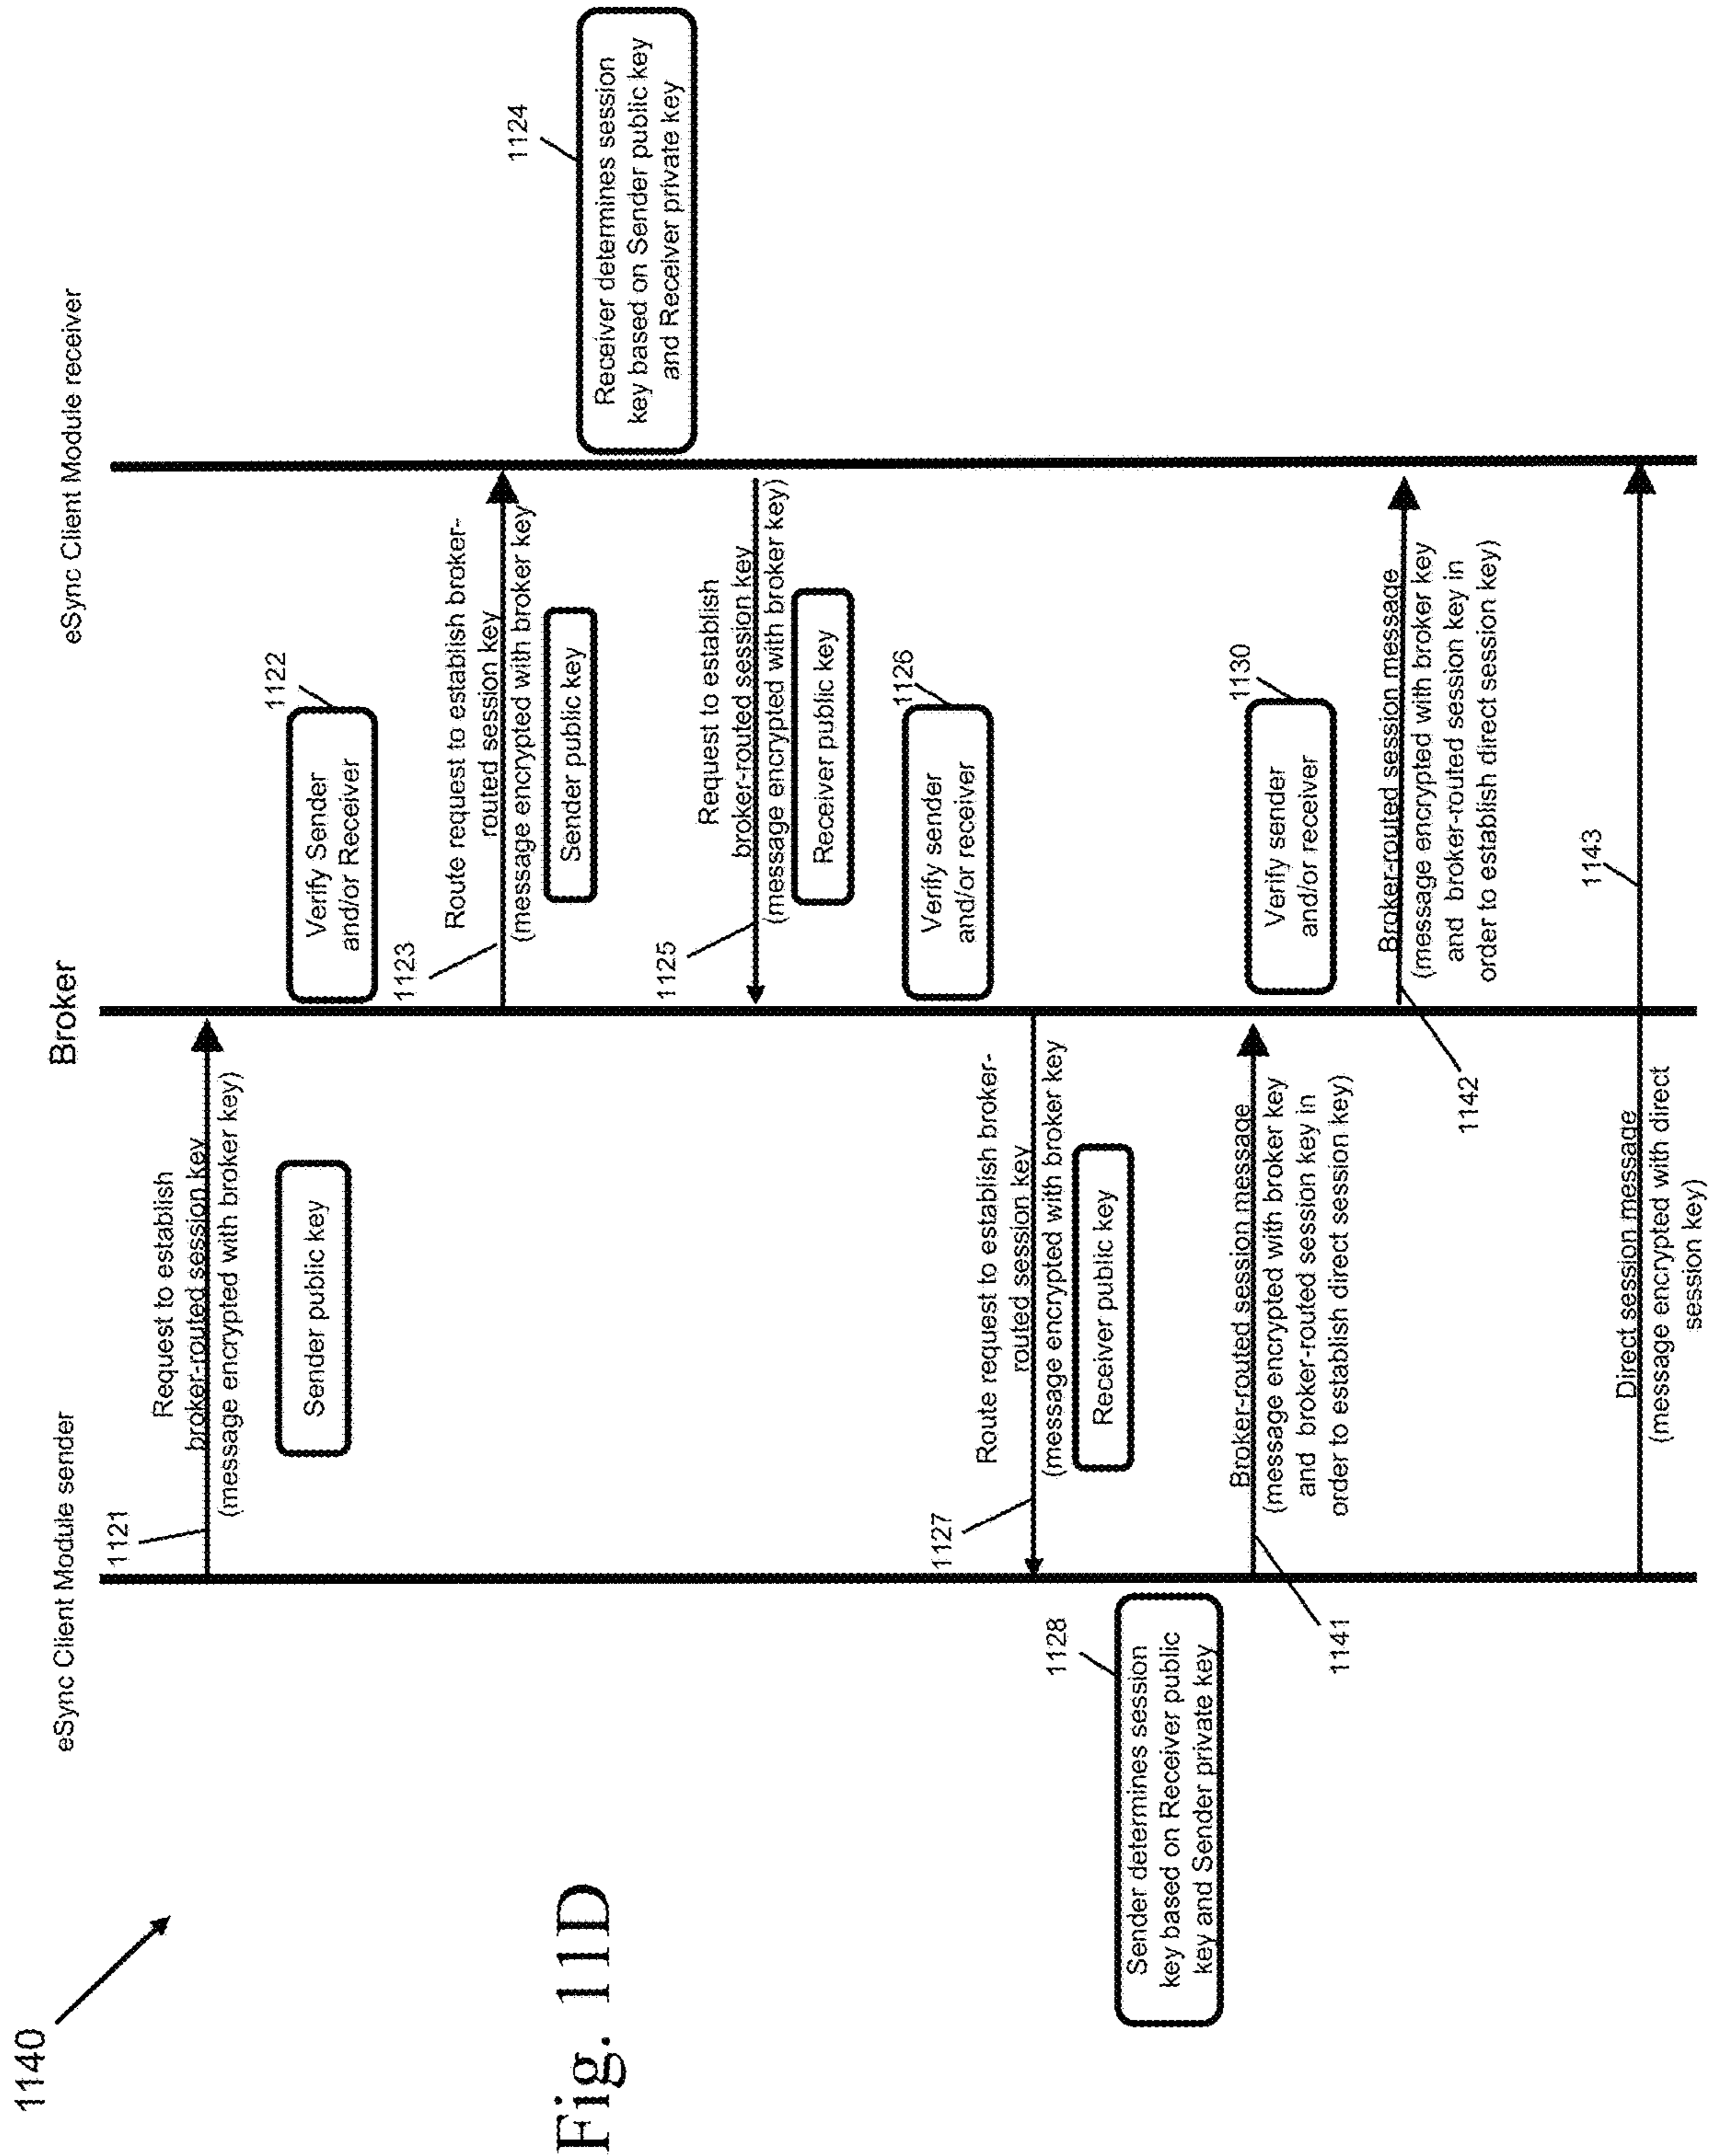 1140
eSync Client Module sender
Broker
eSync Client Module receiver
1121
Request to establish
broker-routed session key
(message encrypted with broker key)
Sender public key
1122
Verify Sender
and/or Receiver
1123
Route request to establish broker-
routed session key
(message encrypted with broker key
Sender public key
1124
Receiver determines session
key based on Sender public key
and Receiver private key
1125
Request to establish
broker-routed session key
(message encrypted with broker key)
Receiver public key
1126
Verify sender
and/or receiver
1127
Route request to establish broker-
routed session key
(message encrypted with broker key
Receiver public key
1128
Sender determines session
key based on Receiver public
key and Sender private key
1141
Broker-routed session message
(message encrypted with broker key
and broker-routed session key in
order to establish direct session key)
1130
Verify sender
and/or receiver
1142
Broker-routed session message
(message encrypted with broker key
and broker-routed session key in
order to establish direct session key)
1143
Direct session message
(message encrypted with direct
session key)
Fig. 11D